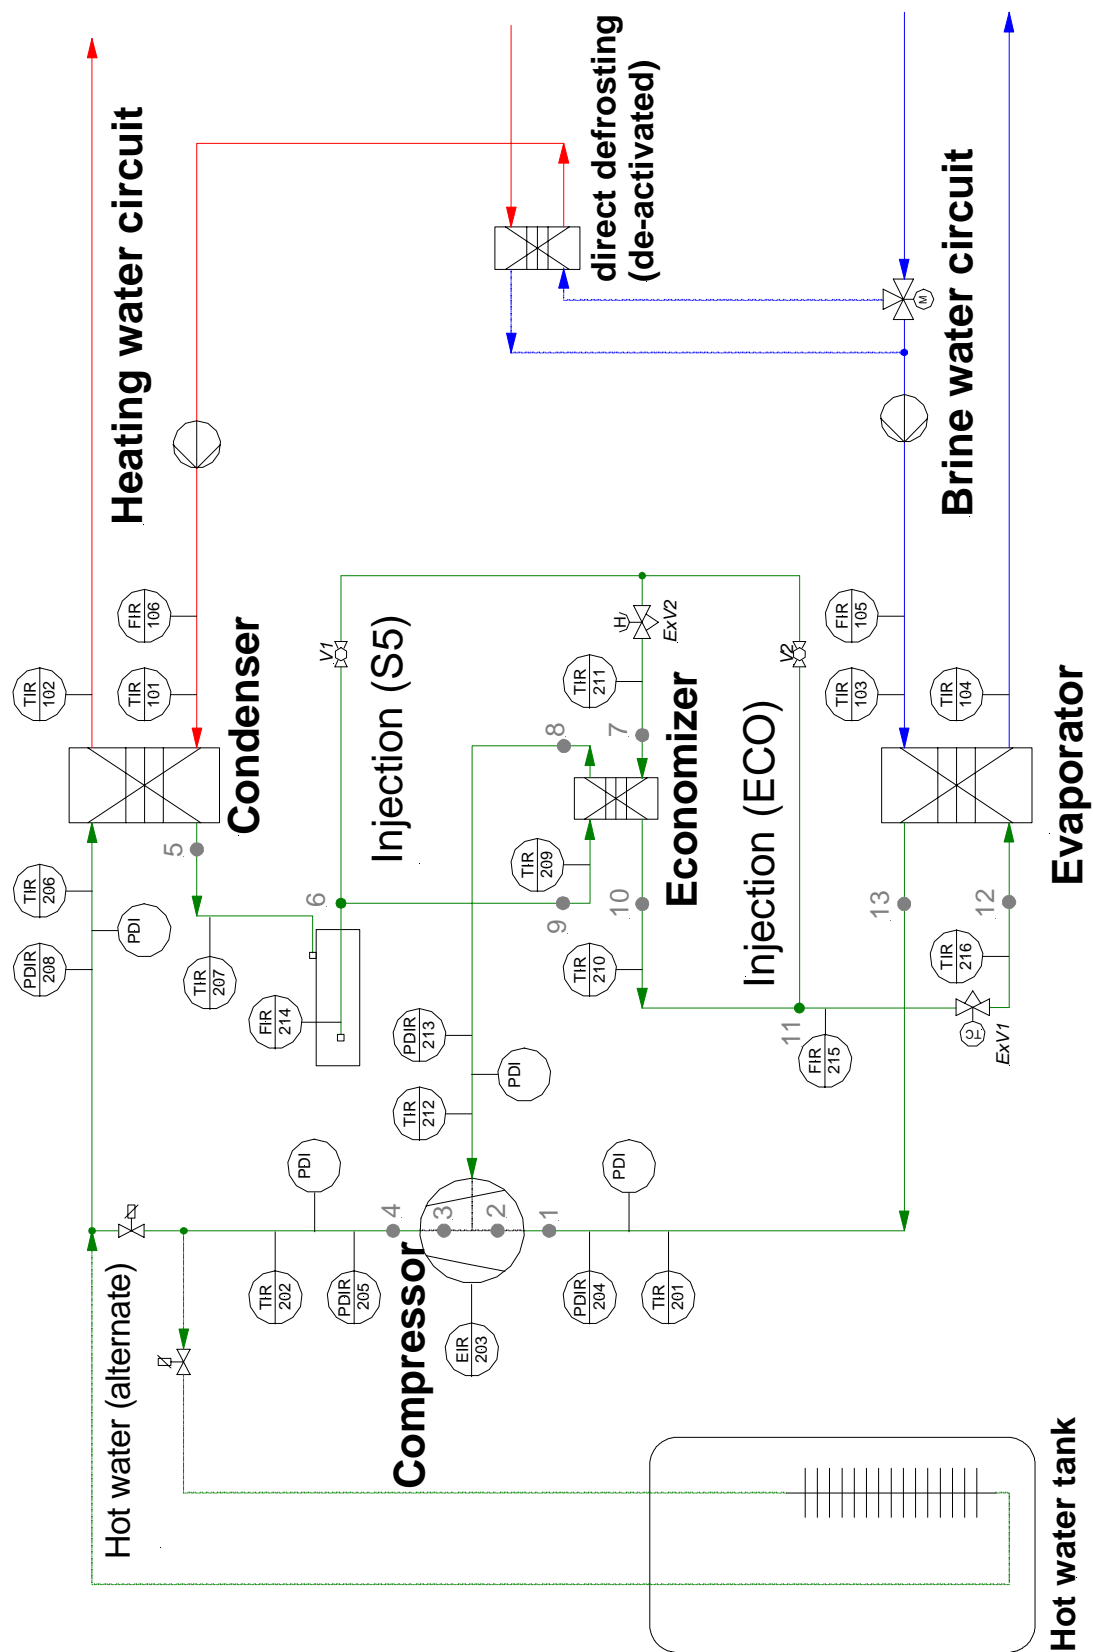 PDIR
208
TIR
206
TIR
102
Hot water (alternate)
PDI
TIR
101
FIR
106
Heating water circuit
5
TIR
207
Condenser
TIR
202
FIR
214
PDI
6
V1
PDIR
205
Injection (S5)
4
Compressor
TIR
212
PDIR
213
3
EIR
203
2
PDI
TIR
209
1
9
8
PDIR
204
TIR
210
TIR
211
direct defrosting
(de-activated)
10
7
H
ExV2
PDI
TIR
201
Economizer
Injection (ECO)
11
V2
FIR
215
TIR
103
FIR
105
13
M
TIR
216
TIR
104
Brine water circuit
12
ExV1
Evaporator
Hot water tank